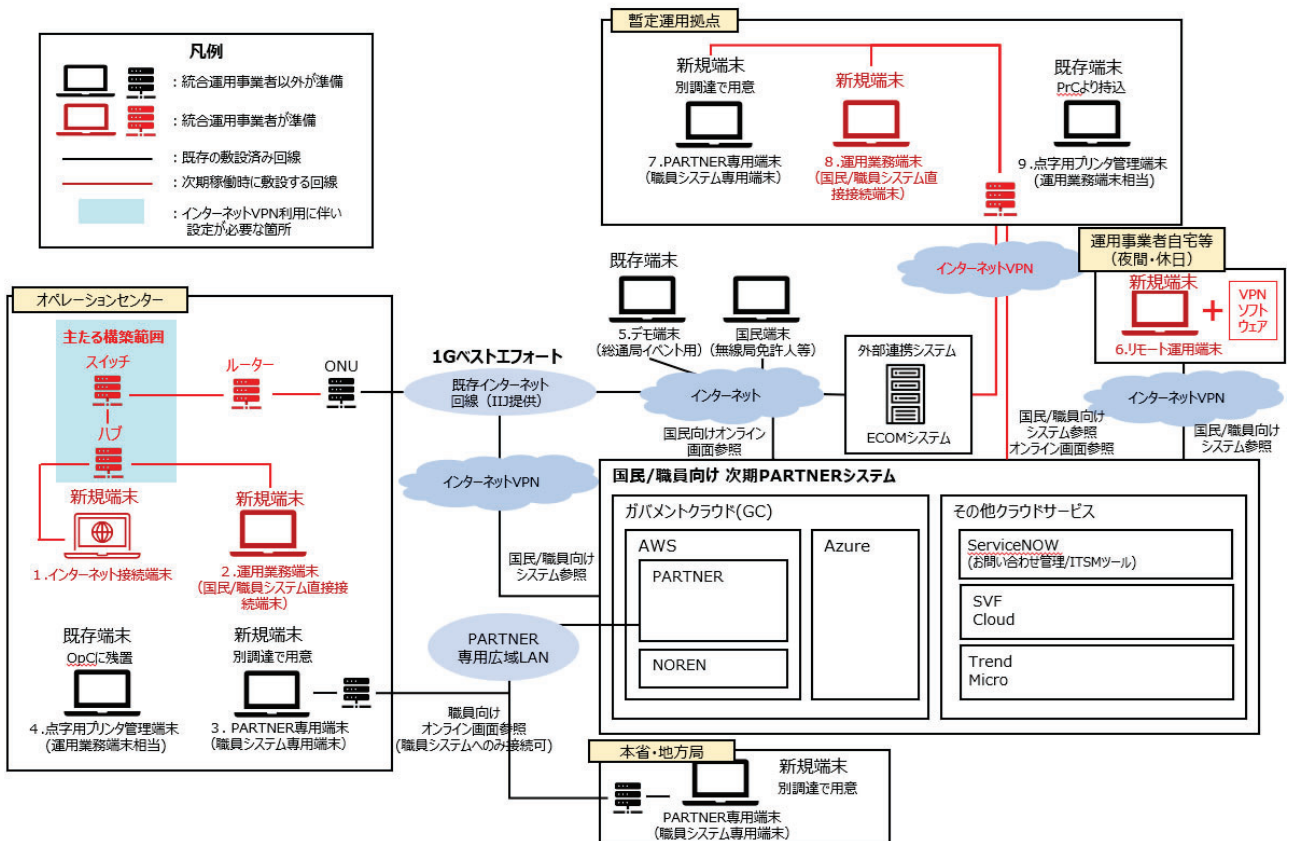 凡例
：統合運用事業者以外が準備
：統合運用事業者が準備
：既存の敷設済み回線
：次期稼働時に敷設する回線
：インターネットVPN利用に伴い
設定が必要な箇所
暫定運用拠点
新規端末
別調達で用意
7.PARTNER専用端末
(職員システム専用端末)
新規端末
8.運用業務端末
(国民/職員システム直
接接続端末)
既存端末
PrCより持込
9.点字用プリンタ管理端末
(運用業務端末相当)
インターネットVPN
運用事業者自宅等
(夜間・休日)
新規端末
+
VPN
ソフト
ウェア
6.リモート運用端末
インターネットVPN
国民/職員向け
システム参照
オペレーションセンター
主たる構築範囲
スイッチ
ルーター
ONU
ハブ
新規端末
1.インターネット接続端末
2.運用業務端末
(国民/職員システム直接接
続端末)
既存端末
OpCに残置
4.点字用プリンタ管理端末
(運用業務端末相当)
新規端末
別調達で用意
3.PARTNER専用端末
(職員システム専用端末)
1Gベストエフォート
既存インターネット
回線(IIJ提供)
インターネットVPN
国民/職員向け
システム参照
既存端末
5.デモ端末
(総通局イベント用)
国民端末
(無線局免許人等)
インターネット
国民向けオンライン
画面参照
外部連携システム
ECOMシステム
国民/職員向け
システム参照
オンライン画面参照
PARTNER
専用広域LAN
職員向け
オンライン画面参照
(職員システムへのみ接続可)
国民/職員向け 次期PARTNERシステム
ガバメントクラウド(GC)
AWS
PARTNER
NOREN
Azure
その他クラウドサービス
ServiceNOW
(お問い合わせ管理/ITSMツール)
SVF
Cloud
Trend
Micro
本省・地方局
新規端末
別調達で用意
PARTNER専用端末
(職員システム専用端末)